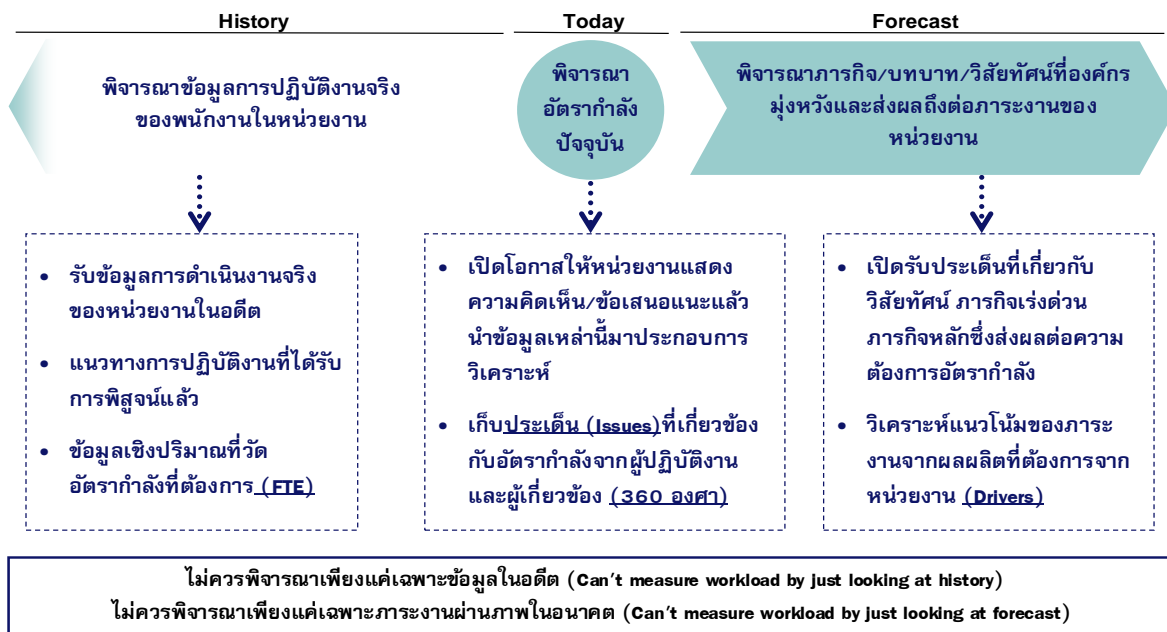 History
Today
Forecast
พิจารณาข้อมูลการปฏิบัติงานจริง
ของพนักงานในหน่วยงาน
พิจารณา
อัตรากำลัง
ปัจจุบัน
พิจารณาภารกิจ/บทบาท/วิสัยทัศน์ที่องค์กร
มุ่งหวังและส่งผลถึงต่อภาระงานของ
หน่วยงาน
• รับข้อมูลการดำเนินงานจริง
ของหน่วยงานในอดีต
• แนวทางการปฏิบัติงานที่ได้รับ
การพิสูจน์แล้ว
• ข้อมูลเชิงปริมาณที่วัด
อัตรากำลังที่ต้องการ (FTE)
• เปิดโอกาสให้หน่วยงานแสดง
ความคิดเห็น/ข้อเสนอแนะแล้ว
นำข้อมูลเหล่านี้มาประกอบการ
วิเคราะห์
• เก็บประเด็น (Issues)ที่เกี่ยวข้อง
กับอัตรากำลังจากผู้ปฏิบัติงาน
และผู้เกี่ยวข้อง (360 องศา)
• เปิดรับประเด็นที่เกี่ยวกับ
วิสัยทัศน์ ภารกิจเร่งด่วน
ภารกิจหลักซึ่งส่งผลต่อความ
ต้องการอัตรากำลัง
• วิเคราะห์แนวโน้มของภาระ
งานจากผลผลิตที่ต้องการจาก
หน่วยงาน (Drivers)
ไม่ควรพิจารณาเพียงแค่เฉพาะข้อมูลในอดีต (Can't measure workload by just looking at history)
ไม่ควรพิจารณาเพียงแค่เฉพาะภาระงานผ่านภาพในอนาคต (Can't measure workload by just looking at forecast)